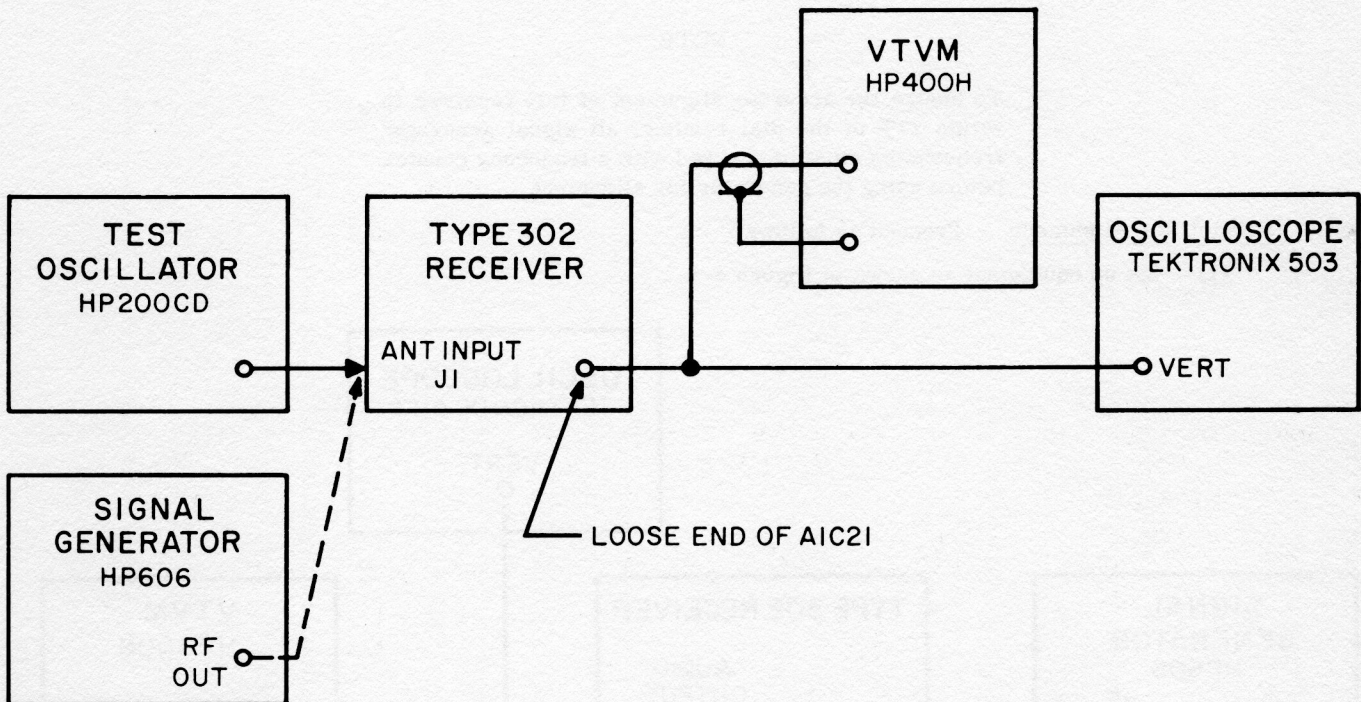 VTVM
HP400H
TEST
OSCILLATOR
HP200CD
TYPE 302
RECEIVER
ANT INPUT
J1
OSCILLOSCOPE
TEKTRONIX 503
VERT
SIGNAL
GENERATOR
HP606
RF
OUT
LOOSE END OF A1C21